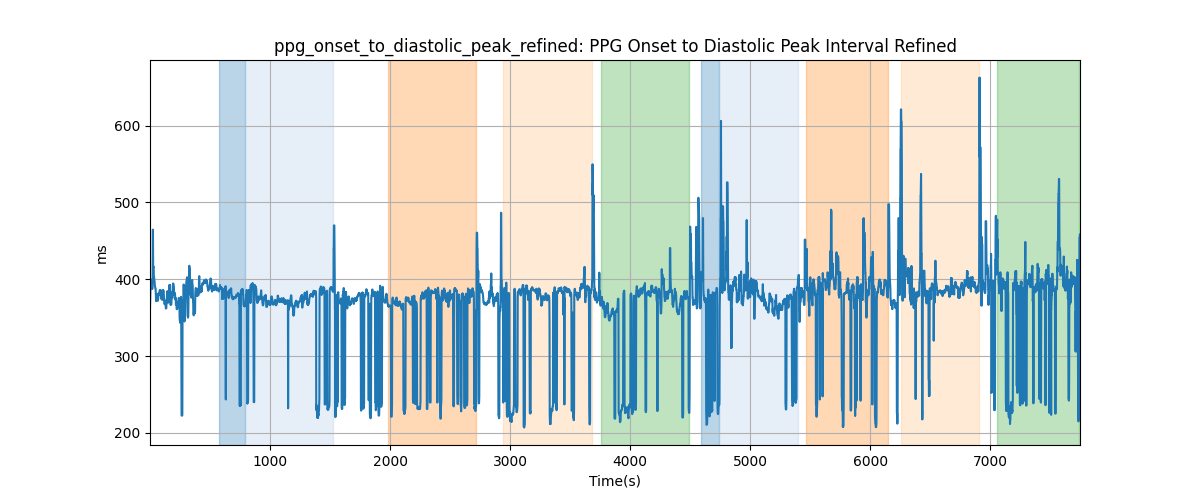 ppg_onset_to_diastolic_peak_refined: PPG Onset to Diastolic Peak Interval Refined
600
500
400
300
200
ms
1000 2000 3000 4000 5000 6000 7000
Time(s)